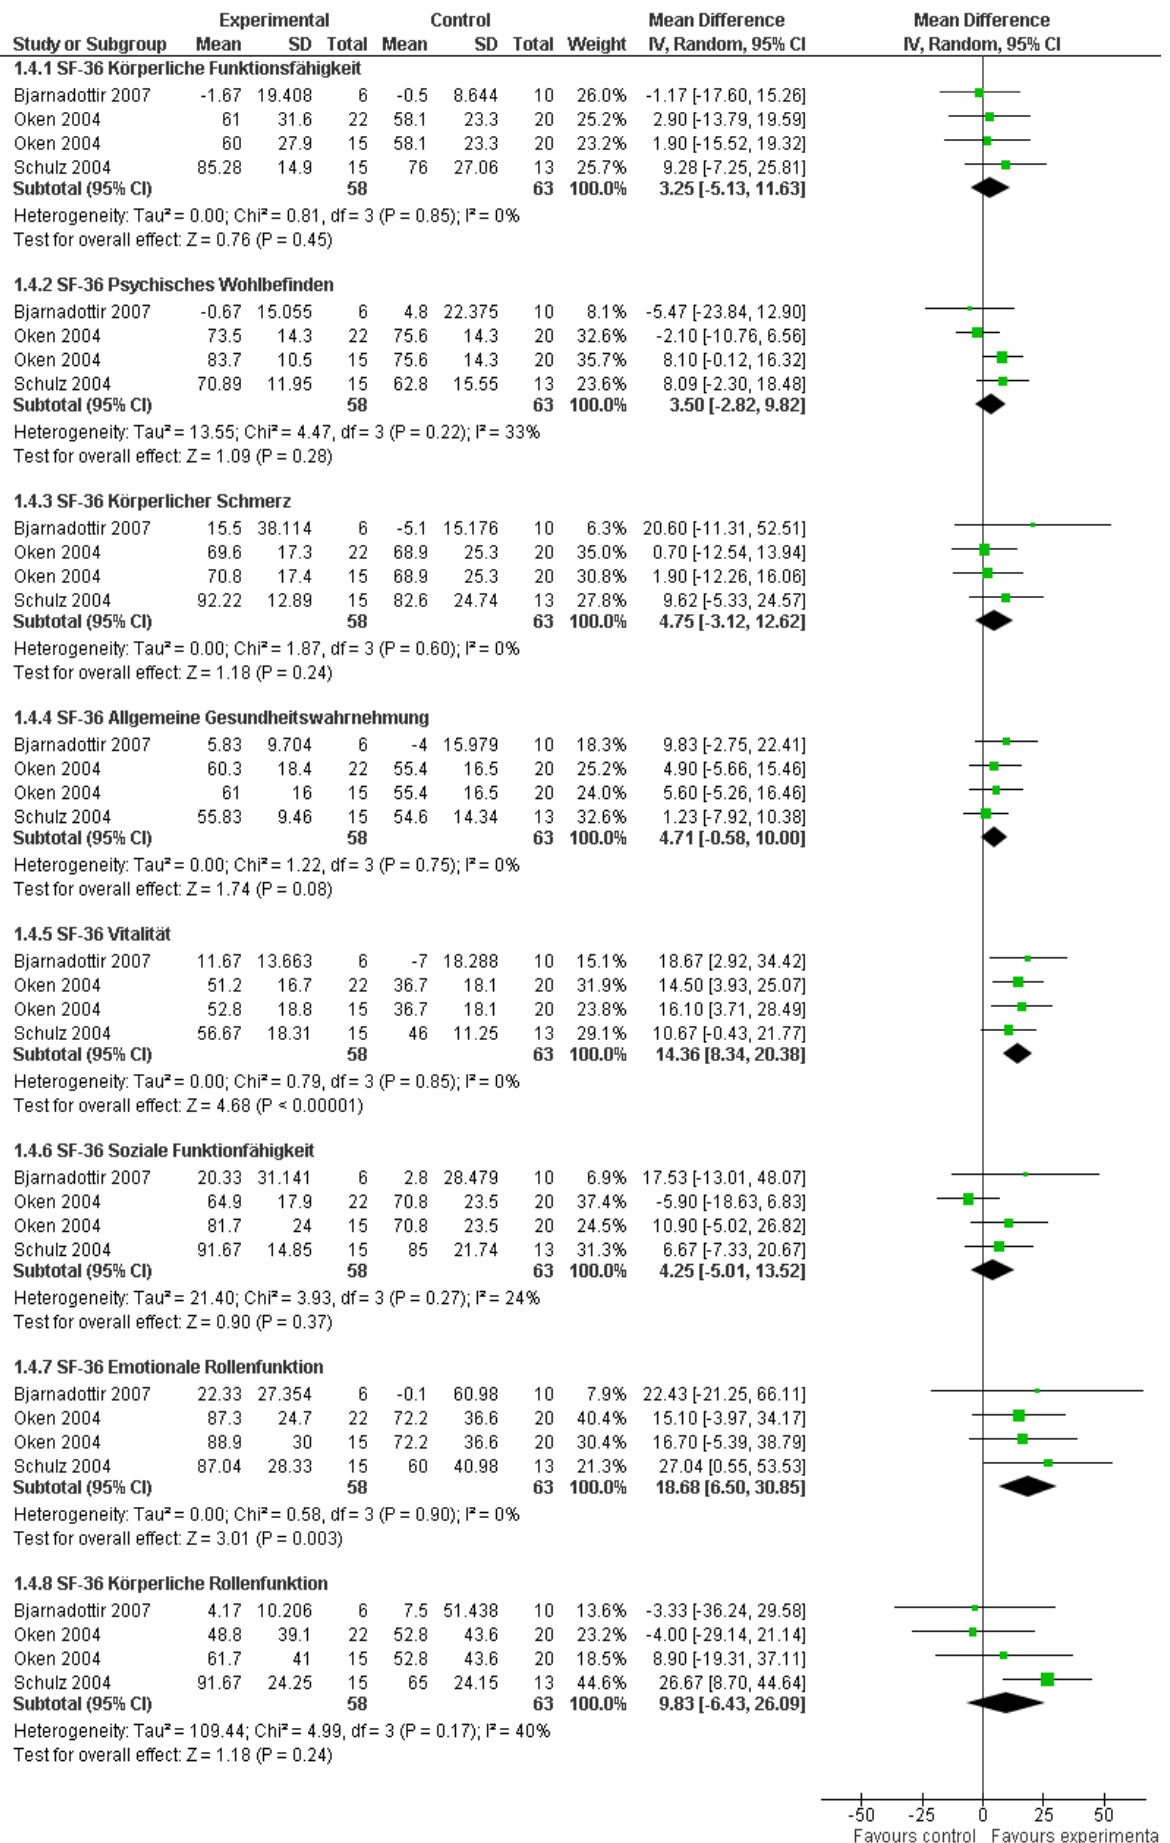 Experimental Control Mean Difference Mean Difference
Study or Subgroup Mean SD Total Mean SD Total Weight IV, Random, 95% CI IV, Random, 95% CI
1.4.1 SF-36 Körperliche Funktionsfähigkeit
Bjarnadottir 2007 -1.67 19.408 6 -0.5 8.644 10 26.0% -1.17 [-17.60, 15.26]
Oken 2004 61 31.6 22 58.1 23.3 20 25.2% 2.90 [-13.79, 19.59]
Oken 2004 60 27.9 15 58.1 23.3 20 23.2% 1.90 [-15.52, 19.32]
Schulz 2004 85.28 14.9 15 76 27.06 13 25.7% 9.28 [-7.25, 25.81]
Subtotal (95% CI) 58 63 100.0% 3.25 [-5.13, 11.63]
Heterogeneity: Tau² = 0.00; Chi² = 0.81, df = 3 (P = 0.85); I² = 0%
Test for overall effect: Z = 0.76 (P = 0.45)
1.4.2 SF-36 Psychisches Wohlbefinden
Bjarnadottir 2007 -0.67 15.055 6 4.8 22.375 10 8.1% -5.47 [-23.84, 12.90]
Oken 2004 73.5 14.3 22 75.6 14.3 20 32.6% -2.10 [-10.76, 6.56]
Oken 2004 83.7 10.5 15 75.6 14.3 20 35.7% 8.10 [-0.12, 16.32]
Schulz 2004 70.89 11.95 15 62.8 15.55 13 23.6% 8.09 [-2.30, 18.48]
Subtotal (95% CI) 58 63 100.0% 3.50 [-2.82, 9.82]
Heterogeneity: Tau² = 13.55; Chi² = 4.47, df = 3 (P = 0.22); I² = 33%
Test for overall effect: Z = 1.09 (P = 0.28)
1.4.3 SF-36 Körperlicher Schmerz
Bjarnadottir 2007 15.5 38.114 6 -5.1 15.176 10 6.3% 20.60 [-11.31, 52.51]
Oken 2004 69.6 17.3 22 68.9 25.3 20 35.0% 0.70 [-12.54, 13.94]
Oken 2004 70.8 17.4 15 68.9 25.3 20 30.8% 1.90 [-12.26, 16.06]
Schulz 2004 92.22 12.89 15 82.6 24.74 13 27.8% 9.62 [-5.33, 24.57]
Subtotal (95% CI) 58 63 100.0% 4.75 [-3.12, 12.62]
Heterogeneity: Tau² = 0.00; Chi² = 1.87, df = 3 (P = 0.60); I² = 0%
Test for overall effect: Z = 1.18 (P = 0.24)
1.4.4 SF-36 Allgemeine Gesundheitswahrnehmung
Bjarnadottir 2007 5.83 9.704 6 -4 15.979 10 18.3% 9.83 [-2.75, 22.41]
Oken 2004 60.3 18.4 22 55.4 16.5 20 25.2% 4.90 [-5.66, 15.46]
Oken 2004 61 16 15 55.4 16.5 20 24.0% 5.60 [-5.26, 16.46]
Schulz 2004 55.83 9.46 15 54.6 14.34 13 32.6% 1.23 [-7.92, 10.38]
Subtotal (95% CI) 58 63 100.0% 4.71 [-0.58, 10.00]
Heterogeneity: Tau² = 0.00; Chi² = 1.22, df = 3 (P = 0.75); I² = 0%
Test for overall effect: Z = 1.74 (P = 0.08)
1.4.5 SF-36 Vitalität
Bjarnadottir 2007 11.67 13.663 6 -7 18.288 10 15.1% 18.67 [2.92, 34.42]
Oken 2004 51.2 16.7 22 36.7 18.1 20 31.9% 14.50 [3.93, 25.07]
Oken 2004 52.8 18.8 15 36.7 18.1 20 23.8% 16.10 [3.71, 28.49]
Schulz 2004 56.67 18.31 15 46 11.25 13 29.1% 10.67 [-0.43, 21.77]
Subtotal (95% CI) 58 63 100.0% 14.36 [8.34, 20.38]
Heterogeneity: Tau² = 0.00; Chi² = 0.79, df = 3 (P = 0.85); I² = 0%
Test for overall effect: Z = 4.68 (P < 0.00001)
1.4.6 SF-36 Soziale Funktionfähigkeit
Bjarnadottir 2007 20.33 31.141 6 2.8 28.479 10 6.9% 17.53 [-13.01, 48.07]
Oken 2004 64.9 17.9 22 70.8 23.5 20 37.4% -5.90 [-18.63, 6.83]
Oken 2004 81.7 24 15 70.8 23.5 20 24.5% 10.90 [-5.02, 26.82]
Schulz 2004 91.67 14.85 15 85 21.74 13 31.3% 6.67 [-7.33, 20.67]
Subtotal (95% CI) 58 63 100.0% 4.25 [-5.01, 13.52]
Heterogeneity: Tau² = 21.40; Chi² = 3.93, df = 3 (P = 0.27); I² = 24%
Test for overall effect: Z = 0.90 (P = 0.37)
1.4.7 SF-36 Emotionale Rollenfunktion
Bjarnadottir 2007 22.33 27.354 6 -0.1 60.98 10 7.9% 22.43 [-21.25, 66.11]
Oken 2004 87.3 24.7 22 72.2 36.6 20 40.4% 15.10 [-3.97, 34.17]
Oken 2004 88.9 30 15 72.2 36.6 20 30.4% 16.70 [-5.39, 38.79]
Schulz 2004 87.04 28.33 15 60 40.98 13 21.3% 27.04 [0.55, 53.53]
Subtotal (95% CI) 58 63 100.0% 18.68 [6.50, 30.85]
Heterogeneity: Tau² = 0.00; Chi² = 0.58, df = 3 (P = 0.90); I² = 0%
Test for overall effect: Z = 3.01 (P = 0.003)
1.4.8 SF-36 Körperliche Rollenfunktion
Bjarnadottir 2007 4.17 10.206 6 7.5 51.438 10 13.6% -3.33 [-36.24, 29.58]
Oken 2004 48.8 39.1 22 52.8 43.6 20 23.2% -4.00 [-29.14, 21.14]
Oken 2004 61.7 41 15 52.8 43.6 20 18.5% 8.90 [-19.31, 37.11]
Schulz 2004 91.67 24.25 15 65 24.15 13 44.6% 26.67 [8.70, 44.64]
Subtotal (95% CI) 58 63 100.0% 9.83 [-6.43, 26.09]
Heterogeneity: Tau² = 109.44; Chi² = 4.99, df = 3 (P = 0.17); I² = 40%
Test for overall effect: Z = 1.18 (P = 0.24)
-50 -25 0 25 50
Favours control Favours experimenta